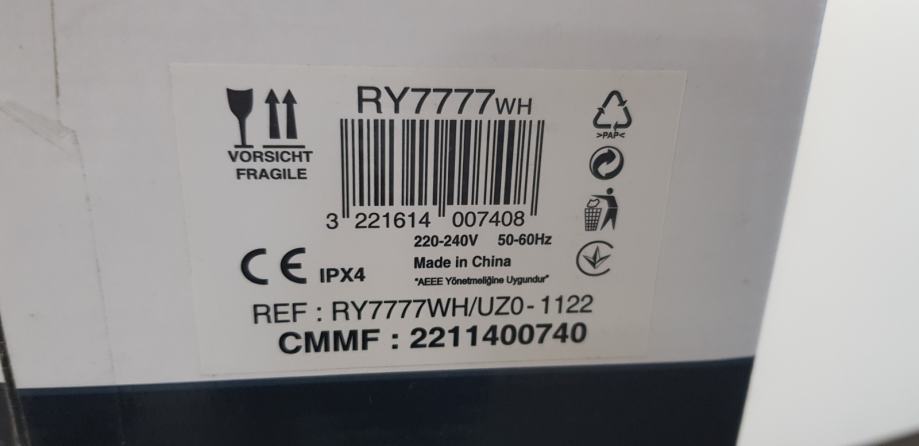 RY7777WH
VORSICHT
FRAGILE
3 221614 007408
>PAP<
220-240V 50-60Hz
Made in China
"AEEE Yönetmeliğine Uygundur"
CE IPX4
REF : RY7777WH/UZ0-1122
CMMF : 2211400740